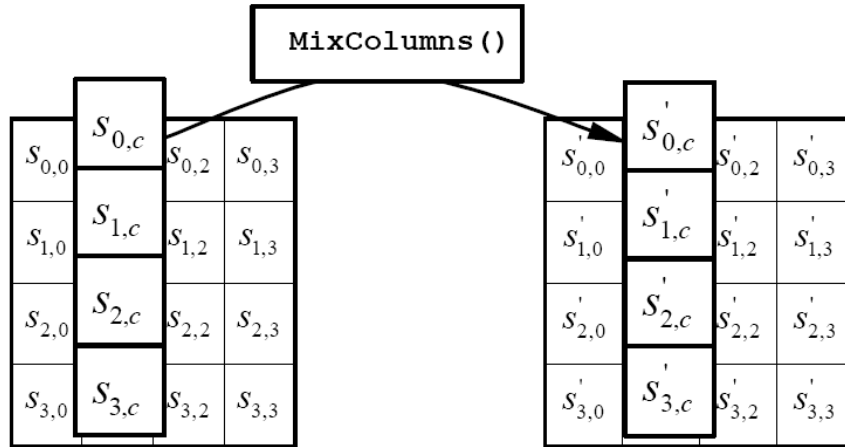 MixColumns()
s0,0 s0,c s0,2 s0,3 s'0,0 s'0,c s'0,2 s'0,3
s1,0 s1,c s1,2 s1,3 s'1,0 s'1,c s'1,2 s'1,3
s2,0 s2,c s2,2 s2,3 s'2,0 s'2,c s'2,2 s'2,3
s3,0 s3,c s3,2 s3,3 s'3,0 s'3,c s'3,2 s'3,3